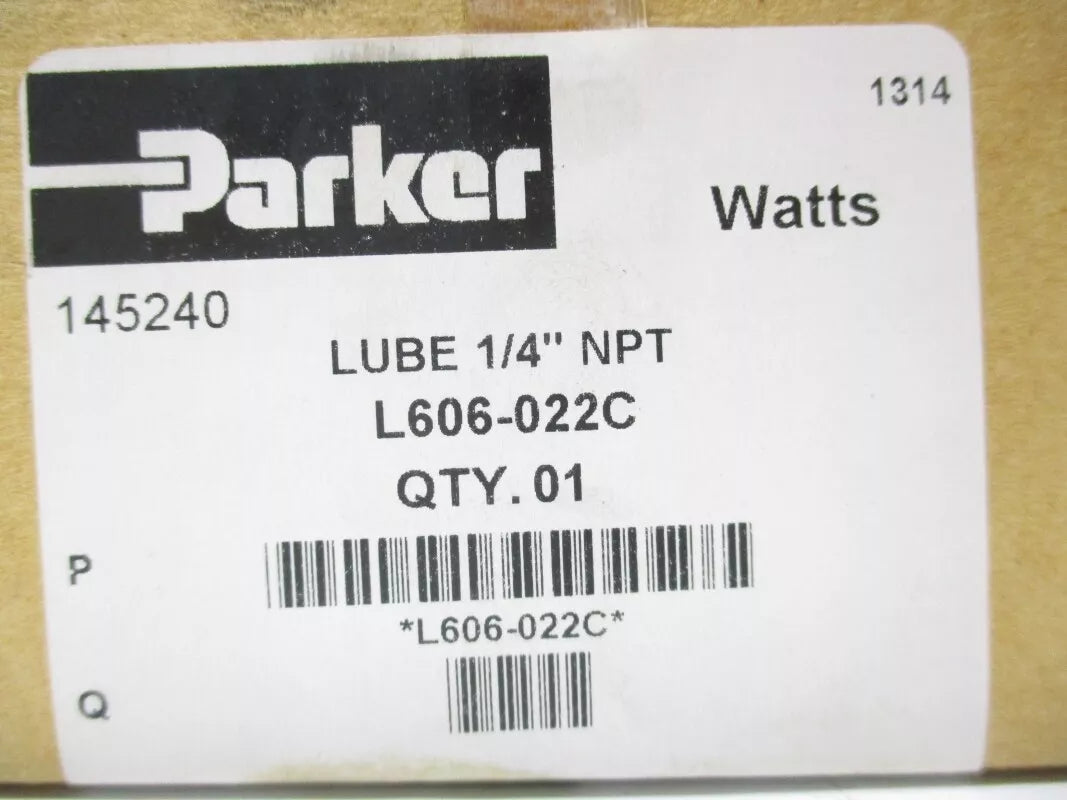 Parker
1314
Watts
145240
LUBE 1/4" NPT
L606-022C
QTY. 01
P
*L606-022C*
Q